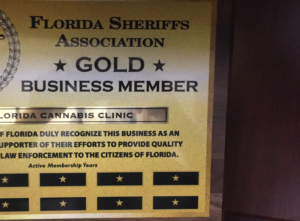 FLORIDA SHERIFFS
ASSOCIATION
★ GOLD ★
BUSINESS MEMBER
LORIDA CANNABIS CLINIC
F FLORIDA DULY RECOGNIZE THIS BUSINESS AS AN
UPPORTER OF THEIR EFFORTS TO PROVIDE QUALITY
LAW ENFORCEMENT TO THE CITIZENS OF FLORIDA.
Active Membership Years